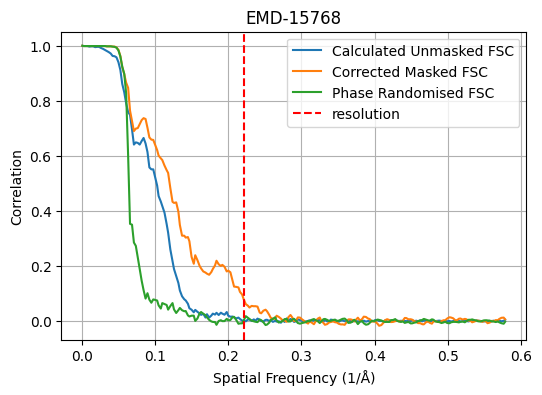 EMD-15768
Calculated Unmasked FSC
Corrected Masked FSC
Phase Randomised FSC
resolution
Correlation
1.0
0.8
0.6
0.4
0.2
0.0
0.0 0.1 0.2 0.3 0.4 0.5 0.6
Spatial Frequency (1/Å)